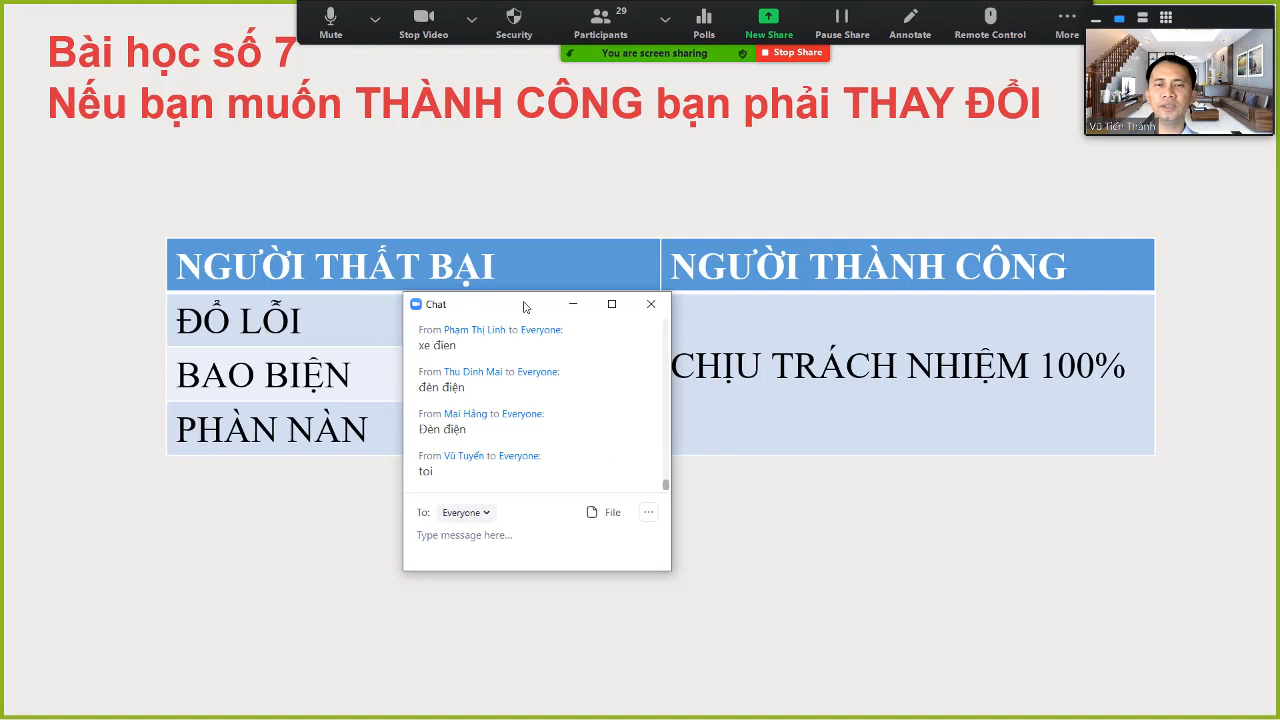 Mute
Stop Video
Security
29
Participants
Polls
New Share
Pause Share
Annotate
Remote Control
More
You are screen sharing
Stop Share
Vũ Tiến Thành
Bài học số 7
Nếu bạn muốn THÀNH CÔNG bạn phải THAY ĐỔI
NGƯỜI THẤT BẠI
NGƯỜI THÀNH CÔNG
ĐỔ LỖI
BAO BIỆN
PHÀN NÀN
CHỊU TRÁCH NHIỆM 100%
Chat
From Phạm Thị Linh to Everyone:
xe đien
From Thu Dinh Mai to Everyone:
đèn điện
From Mai Hằng to Everyone:
Đèn điện
From Vũ Tuyển to Everyone:
toi
To: Everyone
File
Type message here...